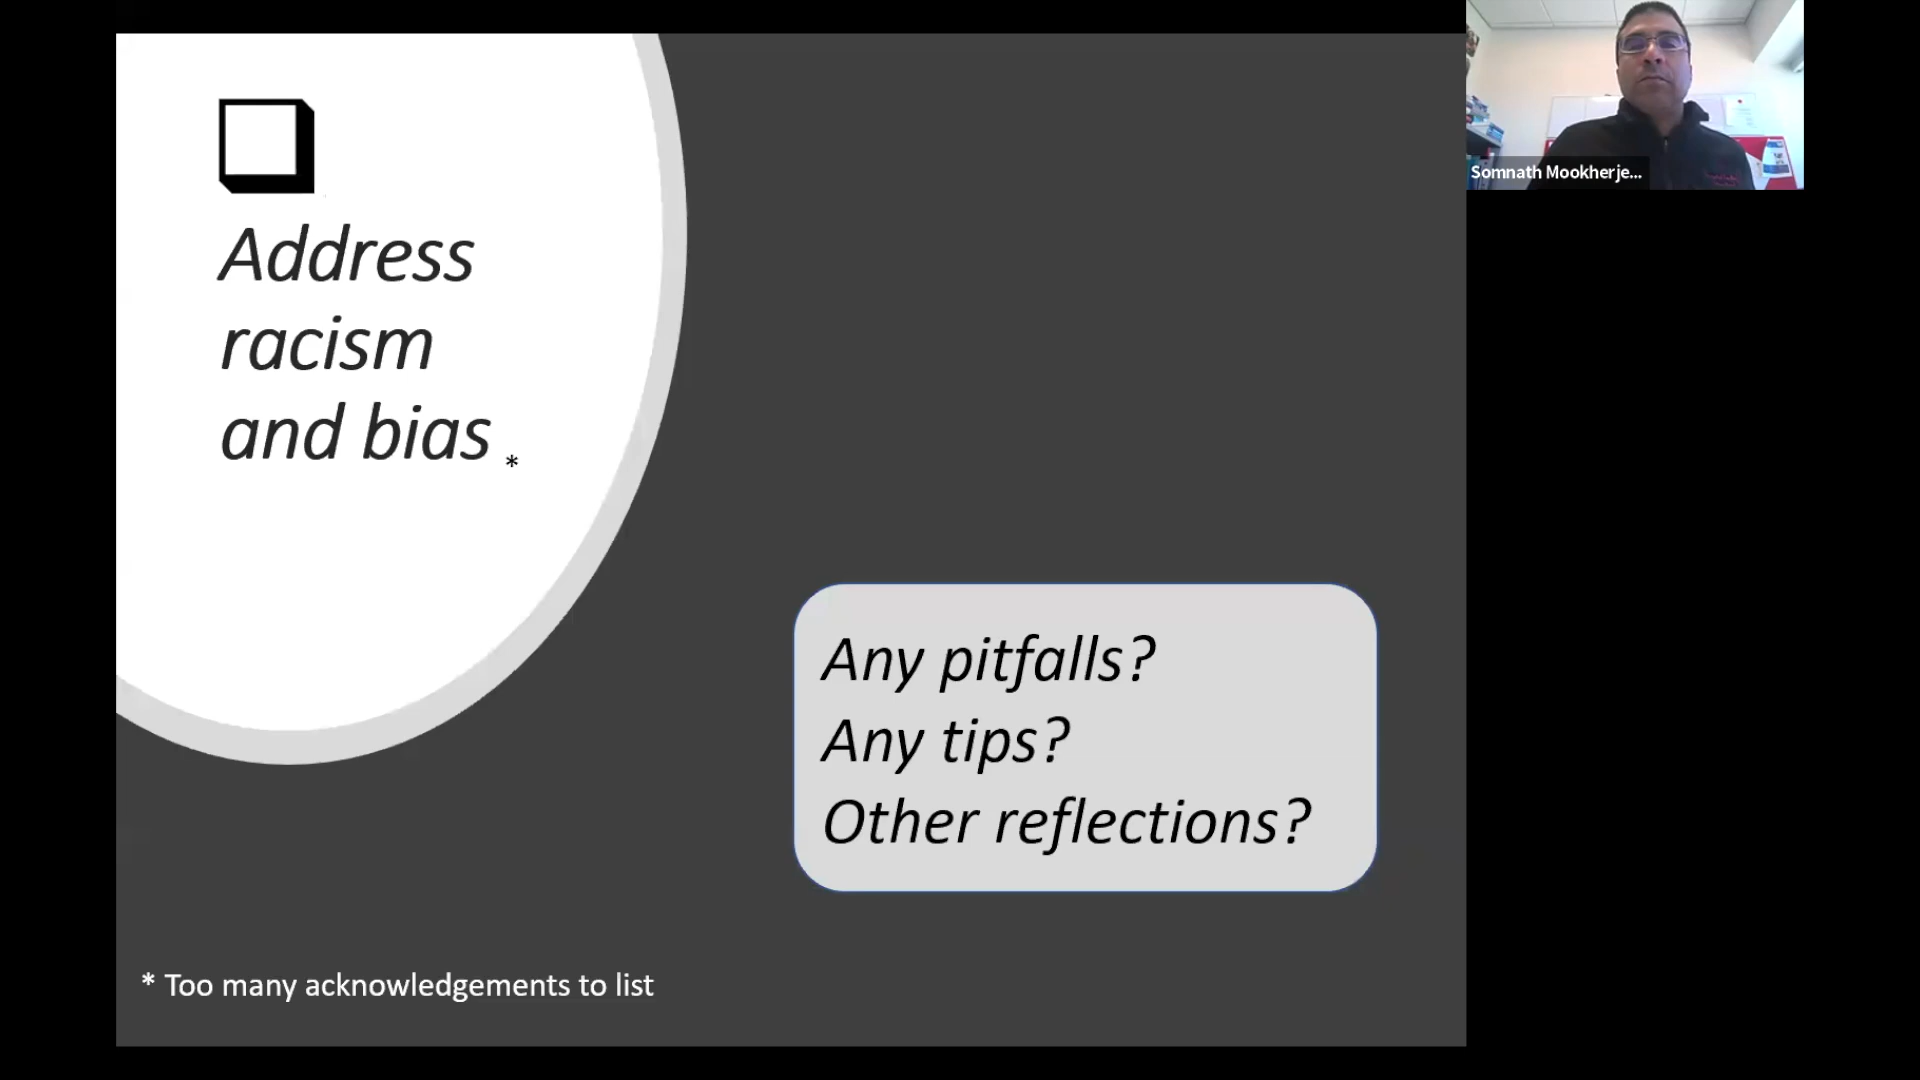 Address
racism
and bias *
Any pitfalls?
Any tips?
Other reflections?
* Too many acknowledgements to list
Somnath Mookherje...